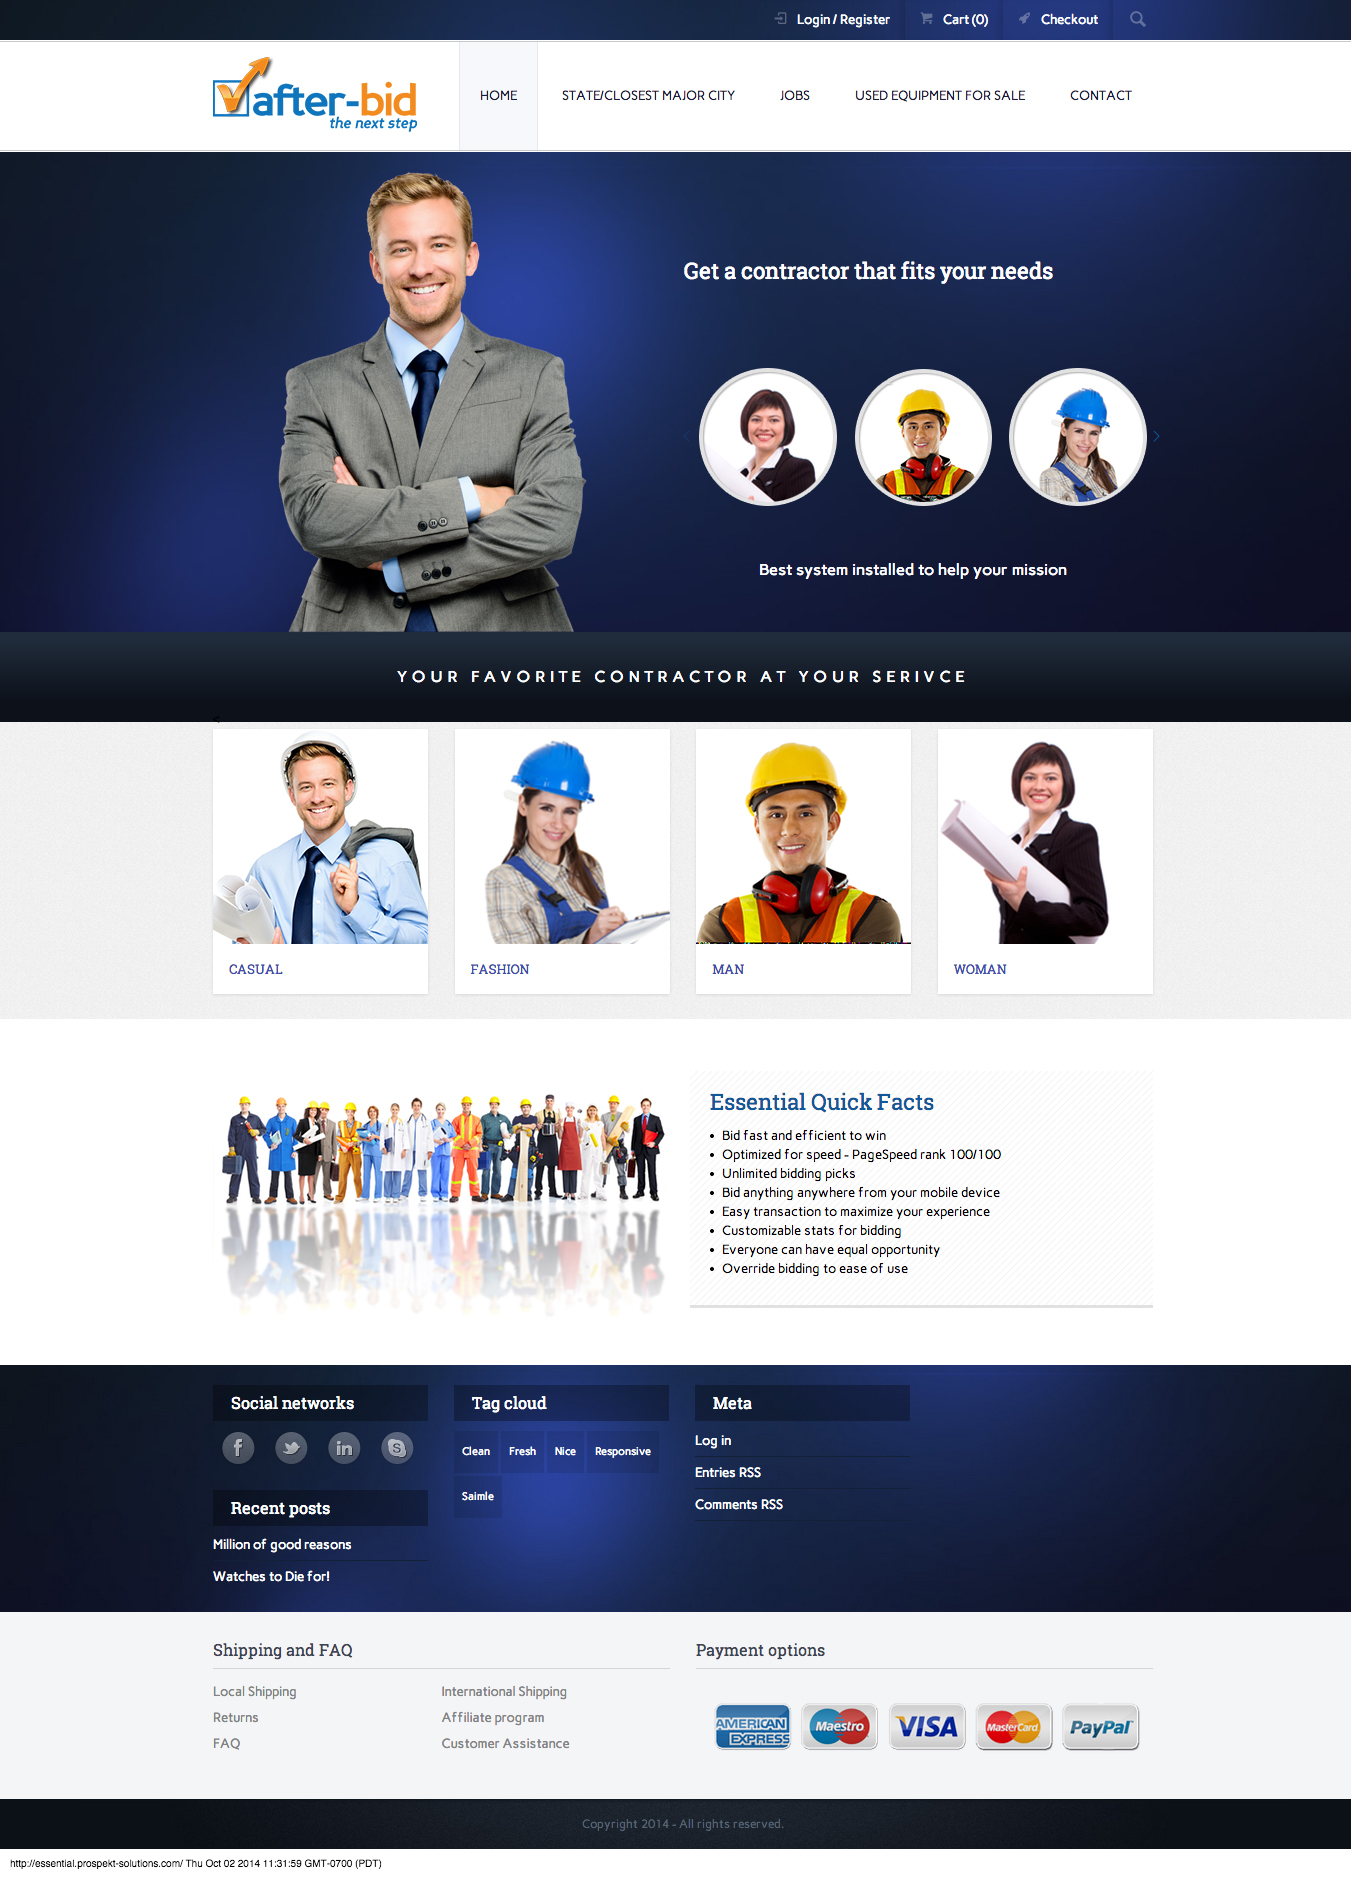 Login / Register
Cart (0)
Checkout
after-bid
the next step
HOME
STATE/CLOSEST MAJOR CITY
JOBS
USED EQUIPMENT FOR SALE
CONTACT
Get a contractor that fits your needs
Best system installed to help your mission
YOUR FAVORITE CONTRACTOR AT YOUR SERIVCE
<
CASUAL
FASHION
MAN
WOMAN
Essential Quick Facts
• Bid fast and efficient to win
• Optimized for speed - PageSpeed rank 100/100
• Unlimited bidding picks
• Bid anything anywhere from your mobile device
• Easy transaction to maximize your experience
• Customizable stats for bidding
• Everyone can have equal opportunity
• Override bidding to ease of use
Social networks
Recent posts
Million of good reasons
Watches to Die for!
Tag cloud
Clean
Fresh
Nice
Responsive
Saimle
Meta
Log in
Entries RSS
Comments RSS
Shipping and FAQ
Local Shipping
International Shipping
Returns
Affiliate program
FAQ
Customer Assistance
Payment options
AMERICAN EXPRESS
Maestro
VISA
MasterCard
PayPal
Copyright 2014 - All rights reserved.
http://essential.prospekt-solutions.com/ Thu Oct 02 2014 11:31:59 GMT-0700 (PDT)